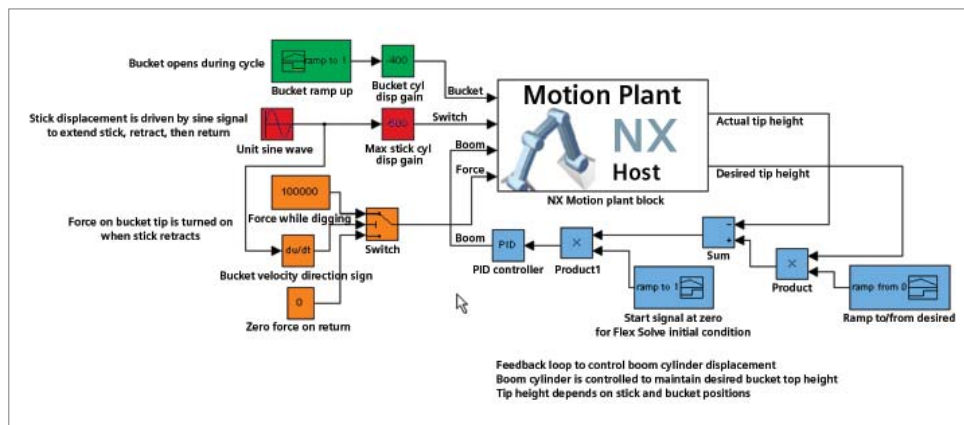 Bucket opens during cycle
ramp to 1
Bucket ramp up
-400
Bucket cyl
disp gain
Bucket
Stick displacement is driven by sine signal
to extend stick, retract, then return
Unit sine wave
-600
Max stick cyl
disp gain
Switch
Boom
Force
Motion Plant
NX
Host
NX Motion plant block
Actual tip height
Desired tip height
100000
Force while digging
Force on bucket tip is turned on
when stick retracts
Switch
du/dt
Bucket velocity direction sign
0
Zero force on return
Boom
PID
PID controller
×
Product1
−
+
Sum
×
Product
ramp to 1
Start signal at zero
for Flex Solve initial condition
ramp from 0
Ramp to/from desired
Feedback loop to control boom cylinder displacement
Boom cylinder is controlled to maintain desired bucket top height
Tip height depends on stick and bucket positions